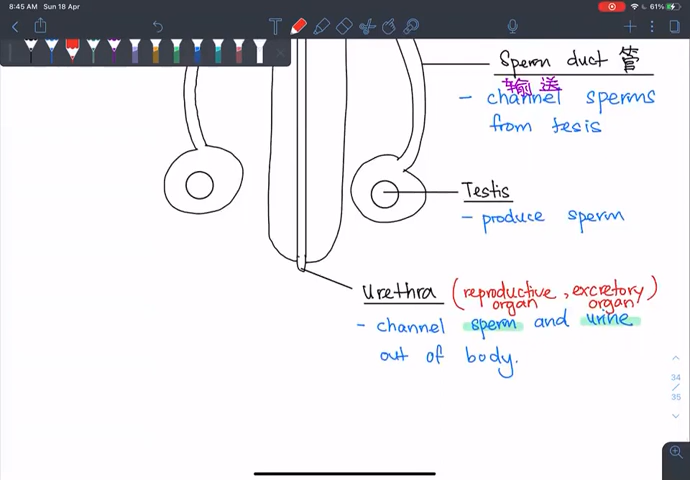 8:45 AM Sun 18 Apr
61%
Sperm duct 管
输送
- channel sperms
from tesis
Testis
- produce sperm
Urethra (reproductive organ, excretory organ)
- channel sperm and urine
out of body.
34
/
35